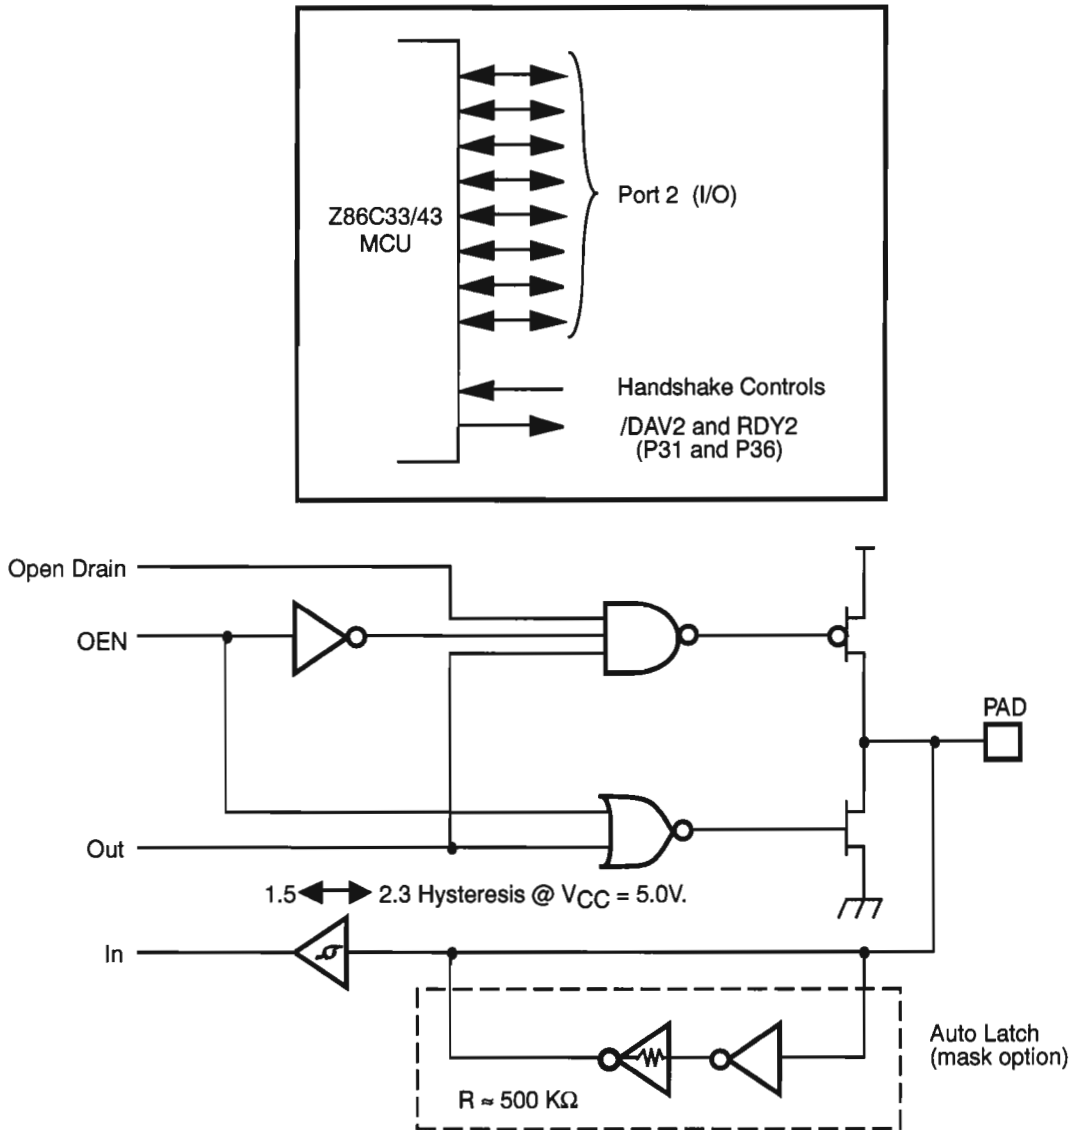 Z86C33/43
MCU
Port 2 (I/O)
Handshake Controls
/DAV2 and RDY2
(P31 and P36)
Open Drain
OEN
PAD
Out
1.5 2.3 Hysteresis @ VCC = 5.0V.
In
Auto Latch
(mask option)
R ≈ 500 KΩ